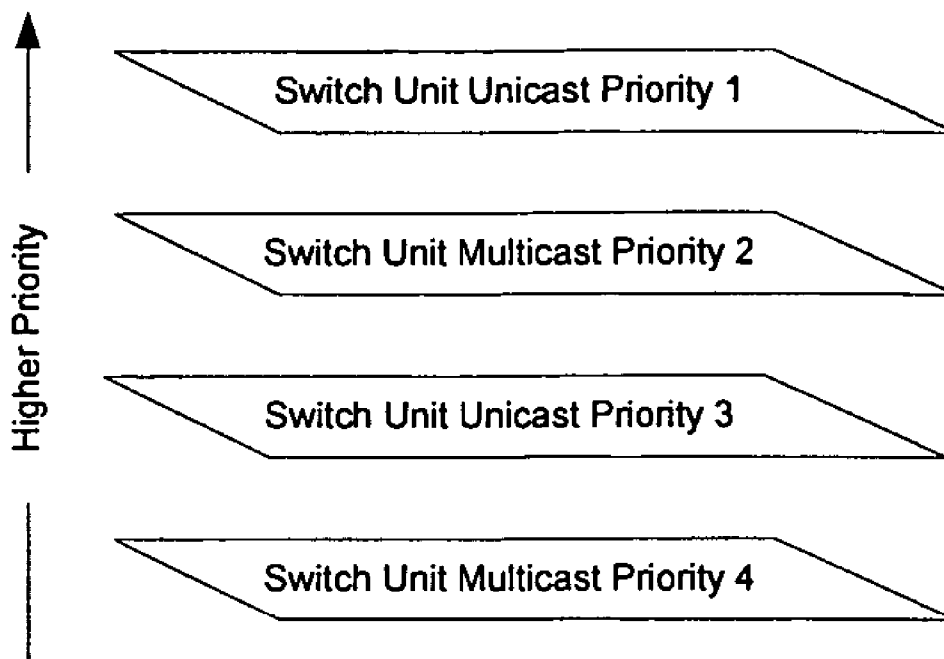 Switch Unit Unicast Priority 1
Switch Unit Multicast Priority 2
Switch Unit Unicast Priority 3
Switch Unit Multicast Priority 4
Higher Priority